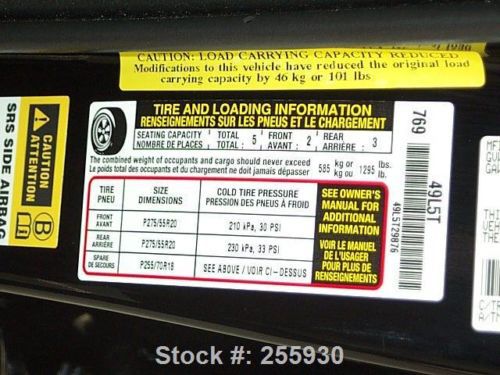 CAUTION: LOAD CARRYING CAPACITY REDUCED
Modifications to this vehicle have reduced the original load
carrying capacity by 46 kg or 101 lbs
TIRE AND LOADING INFORMATION
RENSEIGNEMENTS SUR LES PNEUS ET LE CHARGEMENT
SEATING CAPACITY TOTAL : 5 FRONT : 2 REAR : 3
NOMBRE DE PLACES TOTAL AVANT ARRIÈRE
The combined weight of occupants and cargo should never exceed 585 kg or 1295 lbs.
Le poids total des occupants et du chargement ne doit jamais dépasser kg ou lb.
TIRE PNEU SIZE DIMENSIONS COLD TIRE PRESSURE PRESSION DES PNEUS À FROID
FRONT AVANT P275/55R20 210 kPa, 33 PSI
REAR ARRIÈRE P275/55R20 230 kPa, 33 PSI
SPARE DE SECOURS P265/70R18 SEE ABOVE / VOIR CI-DESSUS
SEE OWNER'S
MANUAL FOR
ADDITIONAL
INFORMATION
VOIR LE MANUEL
DE L'USAGER
POUR PLUS DE
RENSEIGNEMENTS
769
49L5T
49L5T29876
SRS SIDE AIRBAG
CAUTION
ATTENTION
B
Stock #: 255930